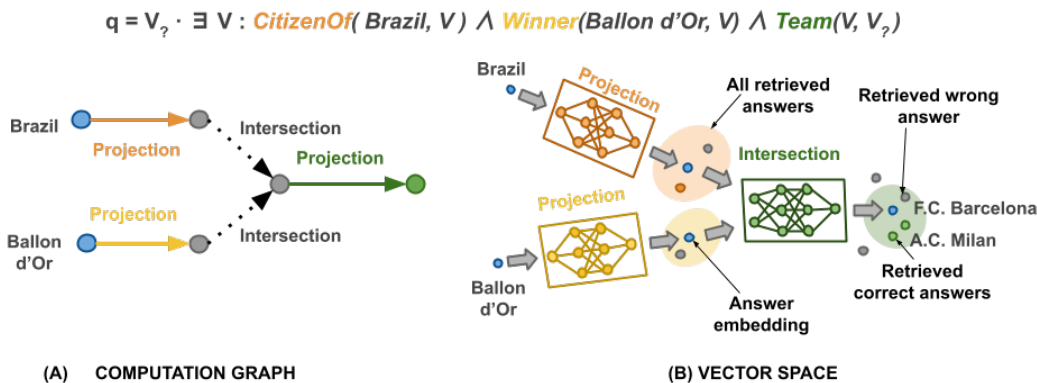 q = V? · ∃ V : CitizenOf( Brazil, V) ∧ Winner(Ballon d'Or, V) ∧ Team(V, V?)
Brazil
Projection
Intersection
Projection
Projection
Ballon
d'Or
Intersection
(A) COMPUTATION GRAPH
Brazil
Projection
All retrieved
answers
Retrieved wrong
answer
Intersection
Projection
F.C. Barcelona
A.C. Milan
Ballon
d'Or
Answer
embedding
Retrieved
correct answers
(B) VECTOR SPACE